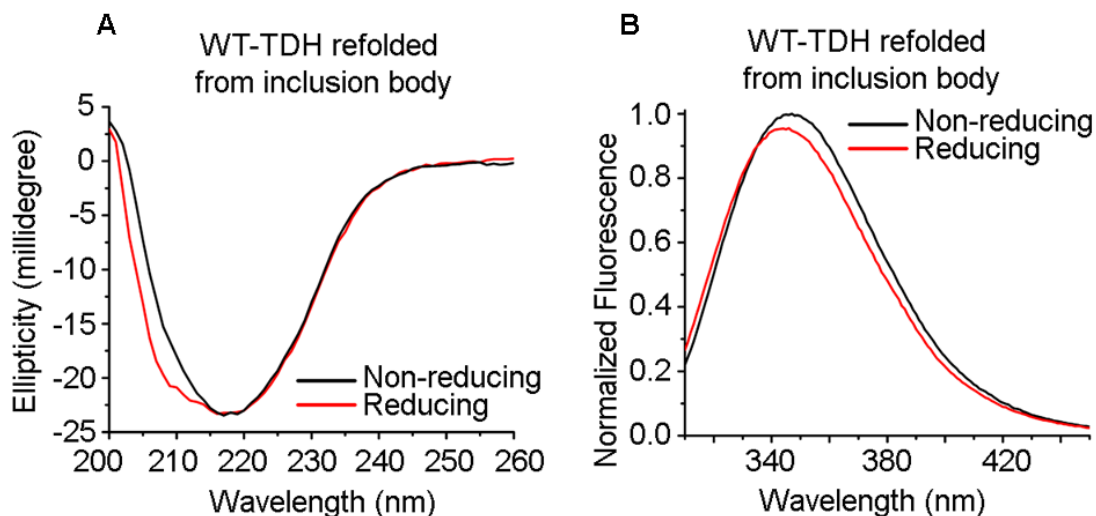 A
WT-TDH refolded
from inclusion body
Ellipticity (millidegree)
5
0
-5
-10
-15
-20
-25
Non-reducing
Reducing
200 210 220 230 240 250 260
Wavelength (nm)
B
WT-TDH refolded
from inclusion body
Normalized Fluorescence
1.0
0.8
0.6
0.4
0.2
0.0
Non-reducing
Reducing
340 380 420
Wavelength (nm)